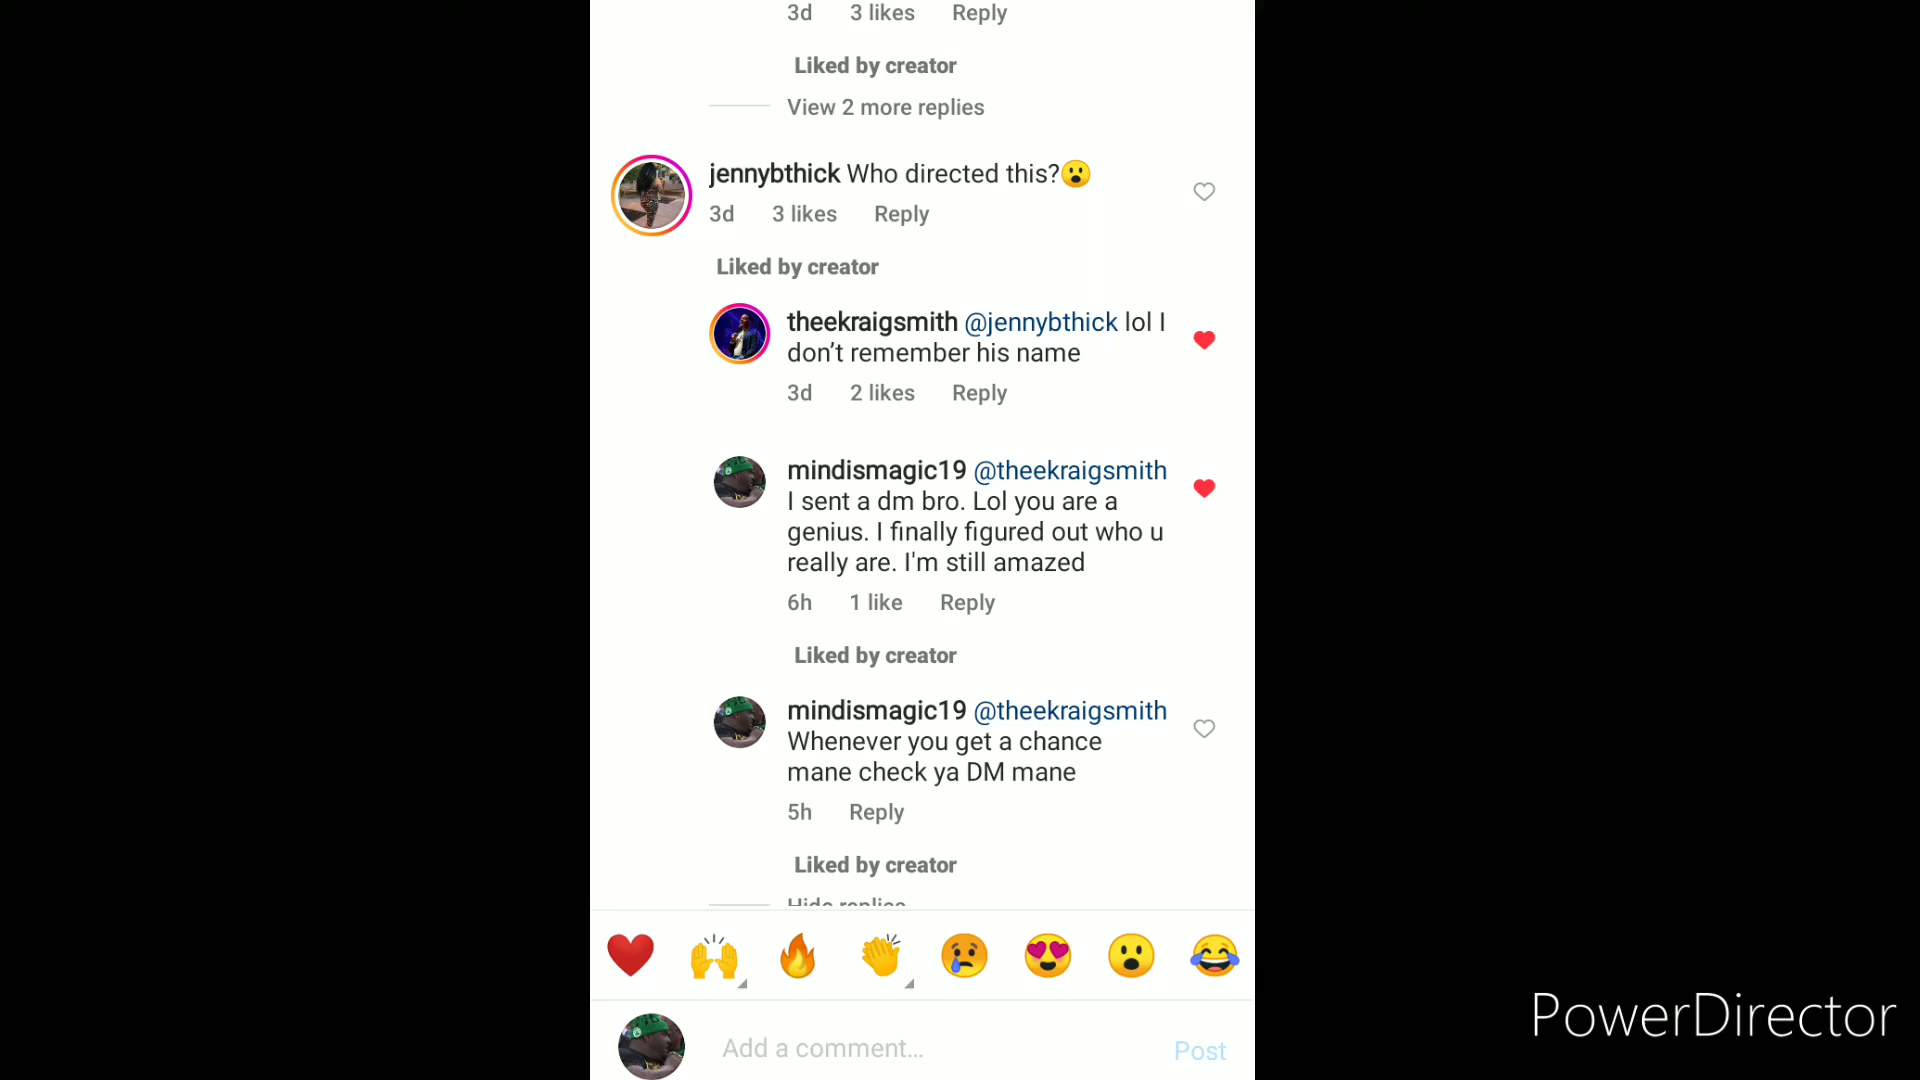 3d 3 likes Reply
Liked by creator
View 2 more replies
jennybthick Who directed this?😮
3d 3 likes Reply
Liked by creator
theekraigsmith @jennybthick lol I
don’t remember his name
3d 2 likes Reply
mindismagic19 @theekraigsmith
I sent a dm bro. Lol you are a
genius. I finally figured out who u
really are. I'm still amazed
6h 1 like Reply
Liked by creator
mindismagic19 @theekraigsmith
Whenever you get a chance
mane check ya DM mane
5h Reply
Liked by creator
Hide replies
Add a comment...
Post
PowerDirector